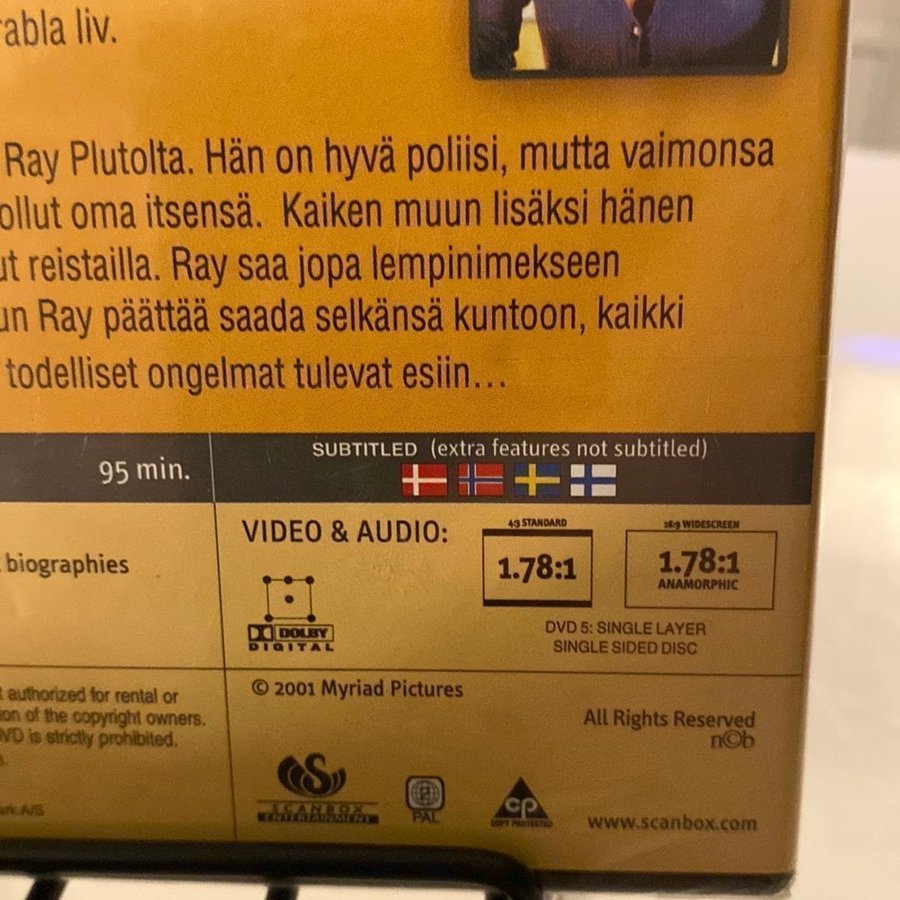 abla liv.
Ray Plutolta. Hän on hyvä poliisi, mutta vaimonsa
ollut oma itsensä. Kaiken muun lisäksi hänen
ut reistailla. Ray saa jopa lempinimekseen
un Ray päättää saada selkänsä kuntoon, kaikki
todelliset ongelmat tulevat esiin...
95 min.
SUBTITLED (extra features not subtitled)
biographies
VIDEO & AUDIO:
4:3 STANDARD
1.78:1
16:9 WIDESCREEN
1.78:1
ANAMORPHIC
DOLBY
DIGITAL
DVD 5: SINGLE LAYER
SINGLE SIDED DISC
t authorized for rental or
ion of the copyright owners.
VD is strictly prohibited.
© 2001 Myriad Pictures
All Rights Reserved
n©b
SCANBOX
ENTERTAINMENT
2
PAL
CP
COPY PROTECTED
www.scanbox.com